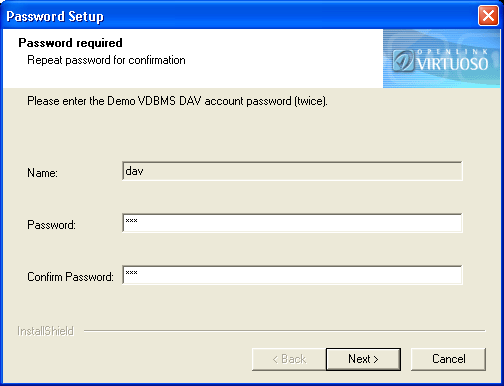 Password Setup
Password required
Repeat password for confirmation
OPENLINK
VIRTUOSO
Please enter the Demo VDBMS DAV account password (twice).
Name:
dav
Password:
***
Confirm Password:
***
InstallShield
< Back
Next >
Cancel